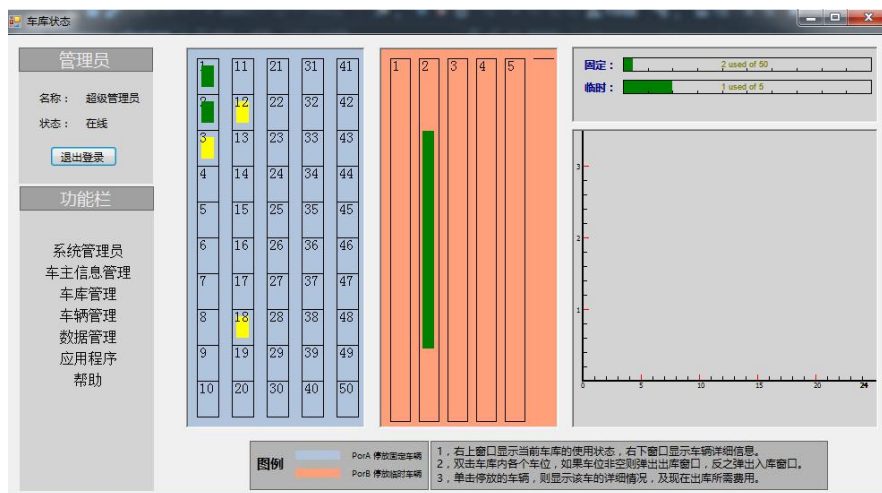 车库状态
管理员
名称： 超级管理员
状态： 在线
退出登录
功能栏
系统管理员
车主信息管理
车库管理
车辆管理
数据管理
应用程序
帮助
1 11 21 31 41
2 12 22 32 42
3 13 23 33 43
4 14 24 34 44
5 15 25 35 45
6 16 26 36 46
7 17 27 37 47
8 18 28 38 48
9 19 29 39 49
10 20 30 40 50
1 2 3 4 5
固定： 2 used of 50
临时： 1 used of 5
3
2
1
0 5 10 15 20 24
图例
PorA 停放固定车辆
PorB 停放临时车辆
1，右上窗口显示当前车库的使用状态，右下窗口显示车辆详细信息。
2，双击车库内各个车位，如果车位非空则弹出出库窗口，反之弹出入库窗口。
3，单击停放的车辆，则显示该车的详细情况，及现在出库所需费用。